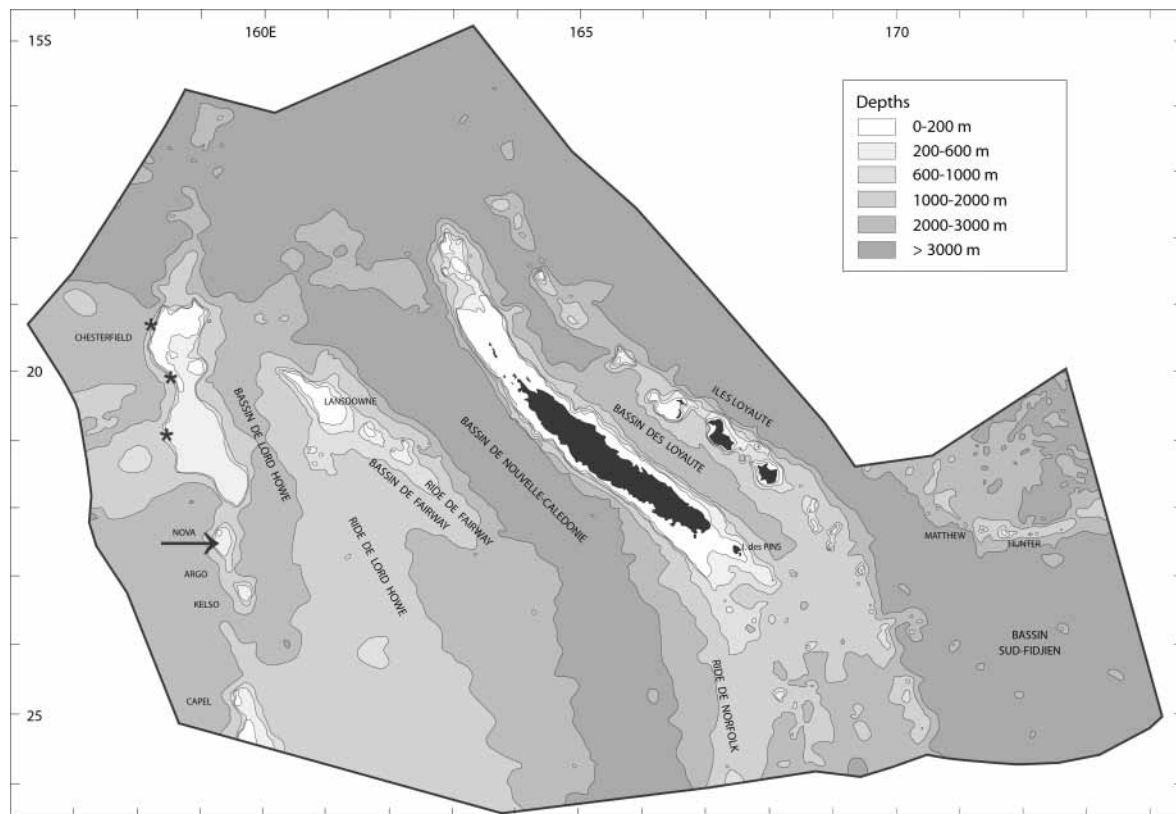 160E
165
170
15S
Depths
0-200 m
200-600 m
600-1000 m
1000-2000 m
2000-3000 m
> 3000 m
CHESTERFIELD
*
20
*
ILES LOYAUTE
LANSDOWNE
BASSIN DE LORD HOWE
BASSIN DES LOYAUTE
*
BASSIN DE NOUVELLE-CALEDONIE
BASSIN DE FAIRWAY
RIDE DE FAIRWAY
NOVA
MATTHEW
HUNTER
I. des PINS
RIDE DE LORD HOWE
ARGO
KELSO
BASSIN
SUD-FIDJIEN
RIDE DE NORFOLK
CAPEL
25